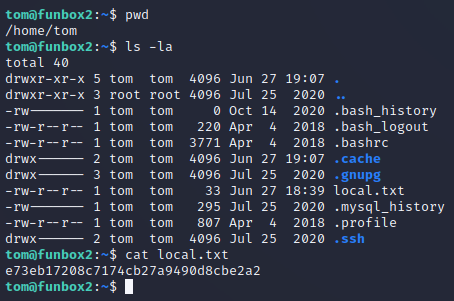 tom@funbox2:~$ pwd
/home/tom
tom@funbox2:~$ ls -la
total 40
drwxr-xr-x 5 tom  tom  4096 Jun 27 19:07 .
drwxr-xr-x 3 root root 4096 Jul 25  2020 ..
-rw------- 1 tom  tom     0 Oct 14  2020 .bash_history
-rw-r--r-- 1 tom  tom   220 Apr  4  2018 .bash_logout
-rw-r--r-- 1 tom  tom  3771 Apr  4  2018 .bashrc
drwx------ 2 tom  tom  4096 Jun 27 19:07 .cache
drwx------ 3 tom  tom  4096 Jul 25  2020 .gnupg
-rw-r--r-- 1 tom  tom    33 Jun 27 18:39 local.txt
-rw------- 1 tom  tom   295 Jul 25  2020 .mysql_history
-rw-r--r-- 1 tom  tom   807 Apr  4  2018 .profile
drwx------ 2 tom  tom  4096 Jul 25  2020 .ssh
tom@funbox2:~$ cat local.txt
e73eb17208c7174cb27a9490d8cbe2a2
tom@funbox2:~$